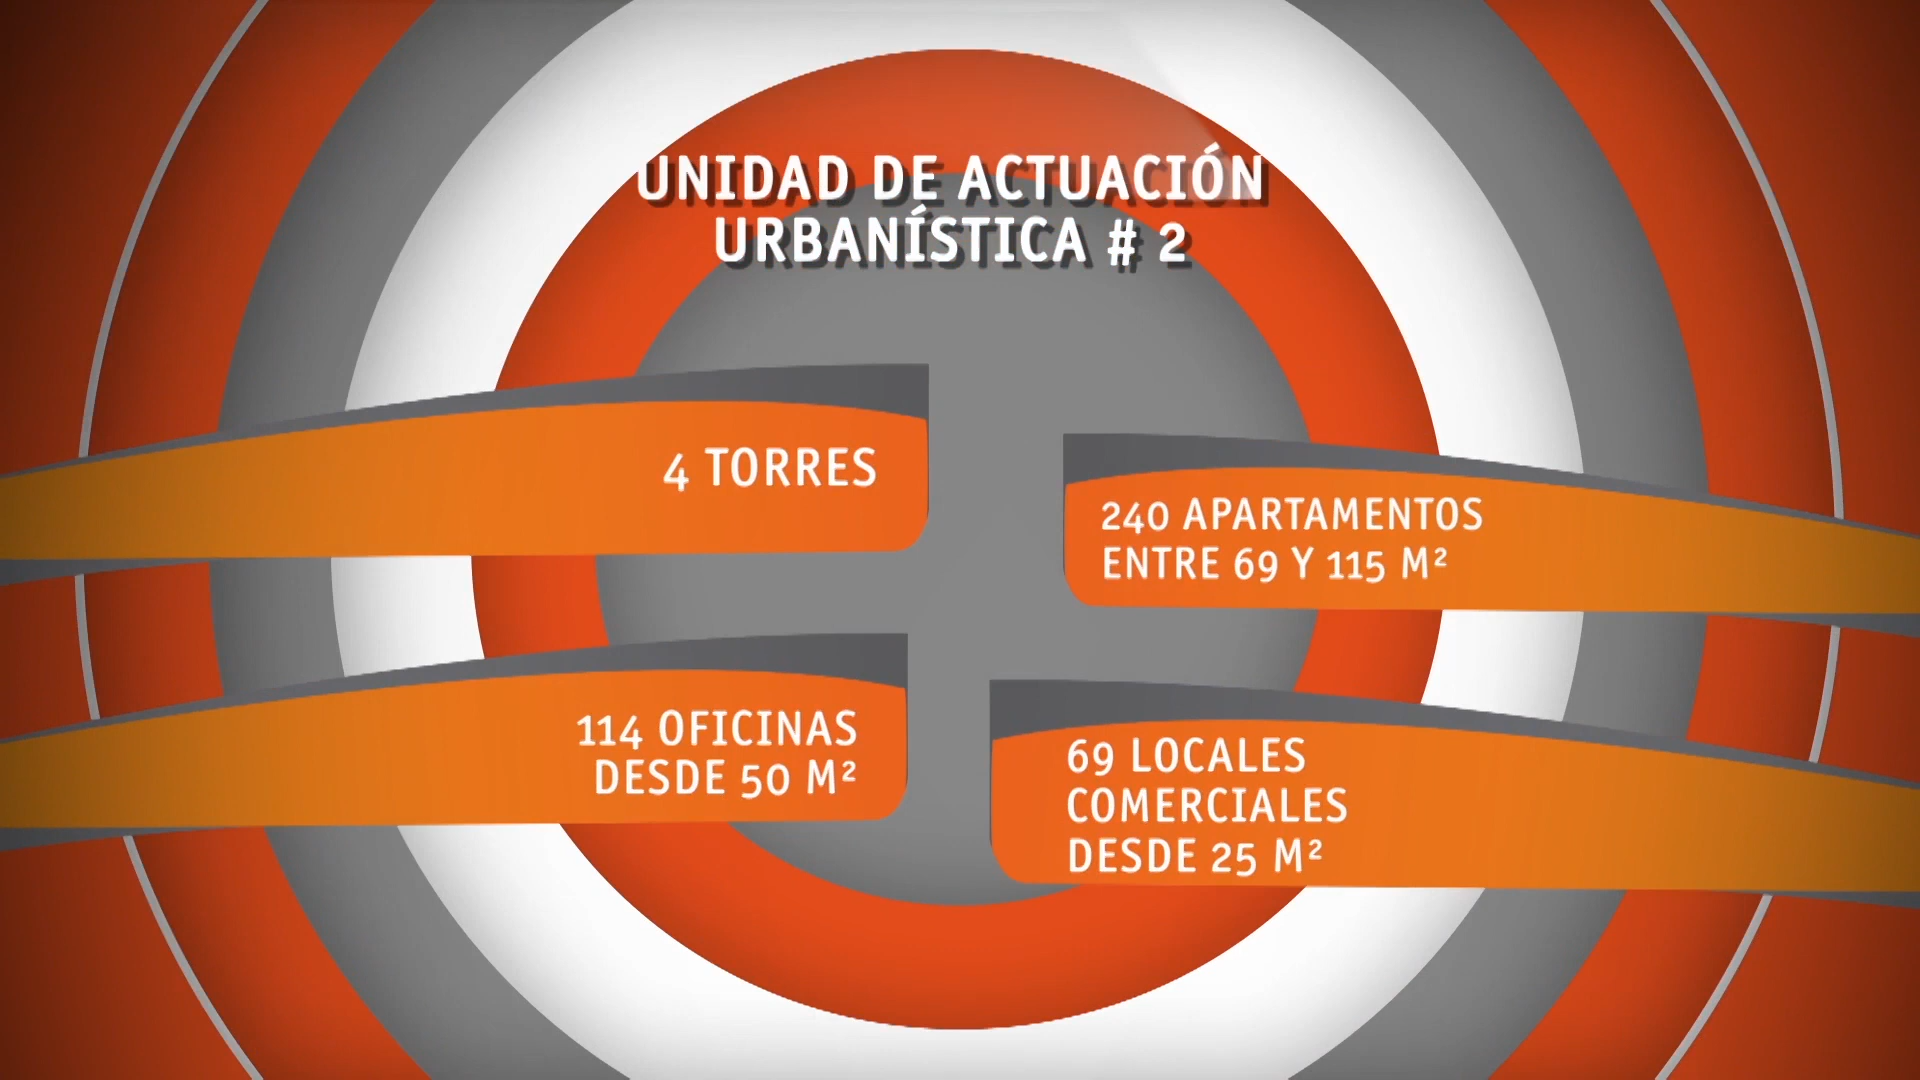 UNIDAD DE ACTUACIÓN
URBANÍSTICA # 2
4 TORRES
240 APARTAMENTOS
ENTRE 69 Y 115 M²
114 OFICINAS
DESDE 50 M²
69 LOCALES
COMERCIALES
DESDE 25 M²